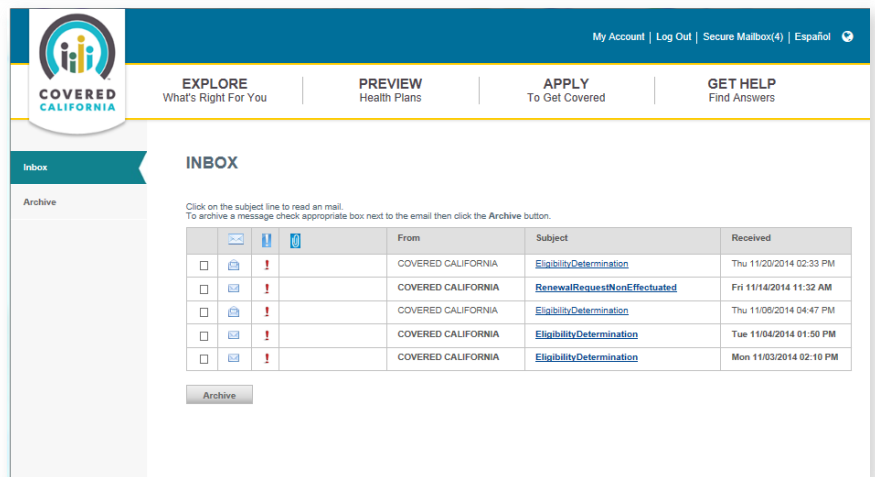 My Account | Log Out | Secure Mailbox(4) | Español
COVERED
CALIFORNIA
EXPLORE
What's Right For You
PREVIEW
Health Plans
APPLY
To Get Covered
GET HELP
Find Answers
Inbox
Archive
INBOX
Click on the subject line to read an mail.
To archive a message check appropriate box next to the email then click the Archive button.
From Subject Received
! COVERED CALIFORNIA EligibilityDetermination Thu 11/20/2014 02:33 PM
! COVERED CALIFORNIA RenewalRequestNonEffectuated Fri 11/14/2014 11:32 AM
! COVERED CALIFORNIA EligibilityDetermination Thu 11/06/2014 04:47 PM
! COVERED CALIFORNIA EligibilityDetermination Tue 11/04/2014 01:50 PM
! COVERED CALIFORNIA EligibilityDetermination Mon 11/03/2014 02:10 PM
Archive